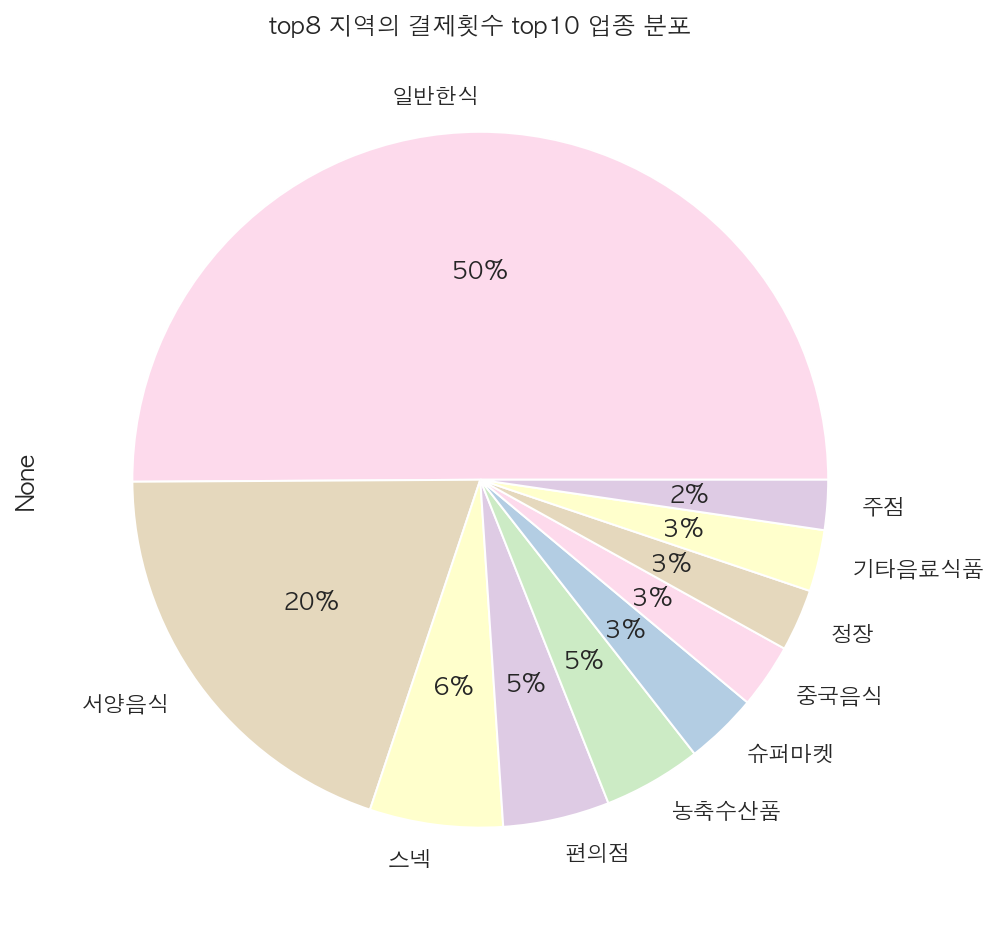 top8 지역의 결제횟수 top10 업종 분포
일반한식
50%
None
2%
주점
3%
기타음료식품
3%
정장
3%
중국음식
3%
슈퍼마켓
5%
농축수산품
5%
편의점
6%
스넥
20%
서양음식